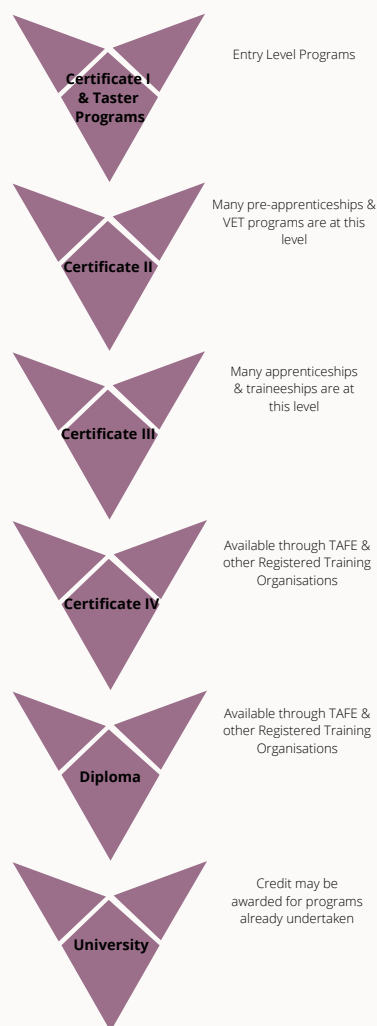 Entry Level Programs
Certificate I
& Taster
Programs
Many pre-apprenticeships &
VET programs are at this
level
Certificate II
Many apprenticeships
& traineeships are at
this level
Certificate III
Available through TAFE &
other Registered Training
Organisations
Certificate IV
Available through TAFE &
other Registered Training
Organisations
Diploma
Credit may be
awarded for programs
already undertaken
University